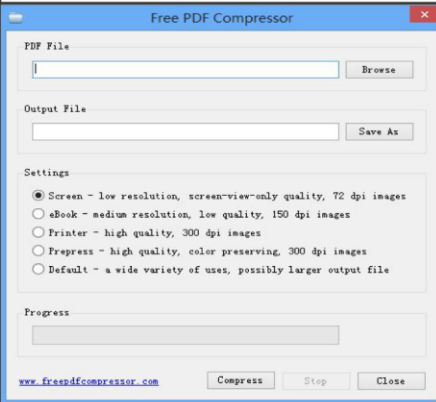 Free PDF Compressor
PDF File
Browse
Output File
Save As
Settings
Screen - low resolution, screen-view-only quality, 72 dpi images
eBook - medium resolution, low quality, 150 dpi images
Printer - high quality, 300 dpi images
Prepress - high quality, color preserving, 300 dpi images
Default - a wide variety of uses, possibly larger output file
Progress
www.freepdfcompressor.com Compress Stop Close